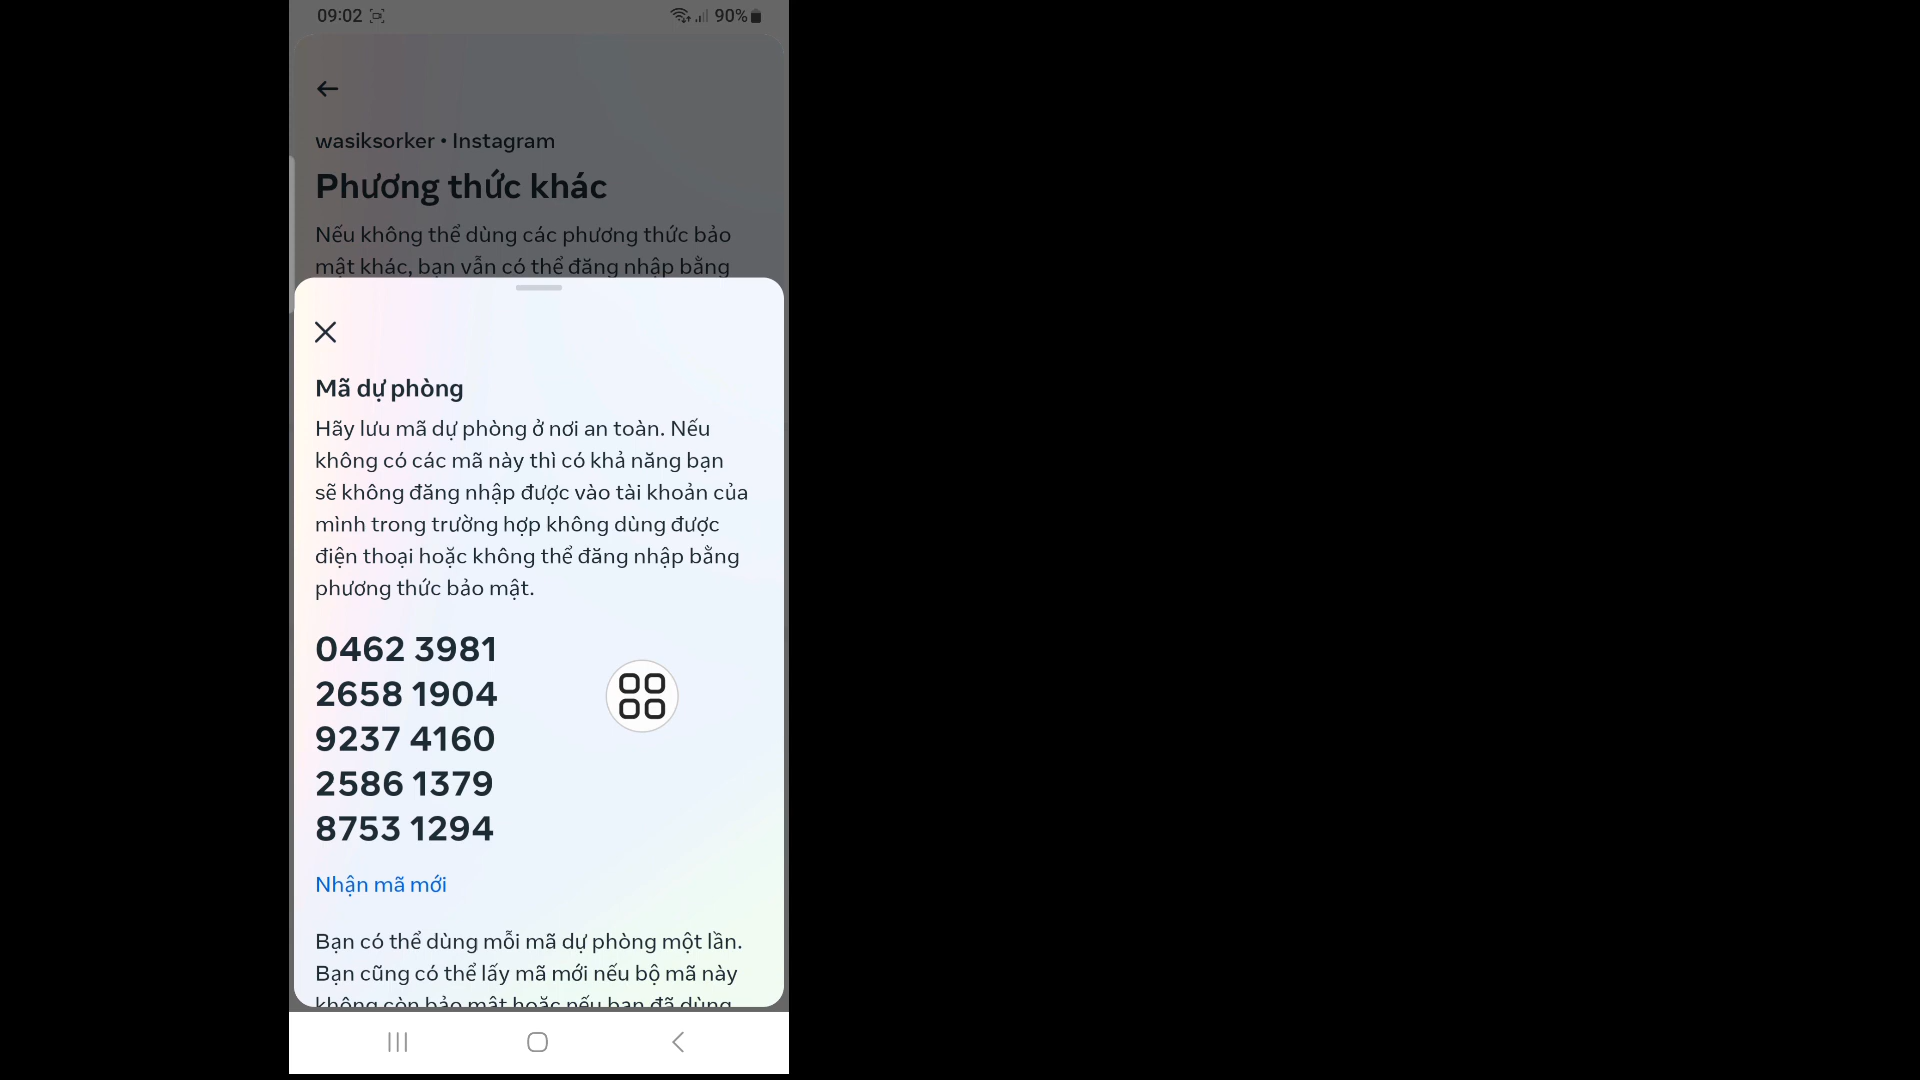 09:02
90%
wasiksorker • Instagram
Phương thức khác
Nếu không thể dùng các phương thức bảo
mật khác, bạn vẫn có thể đăng nhập bằng
Mã dự phòng
Hãy lưu mã dự phòng ở nơi an toàn. Nếu
không có các mã này thì có khả năng bạn
sẽ không đăng nhập được vào tài khoản của
mình trong trường hợp không dùng được
điện thoại hoặc không thể đăng nhập bằng
phương thức bảo mật.
0462 3981
2658 1904
9237 4160
2586 1379
8753 1294
Nhận mã mới
Bạn có thể dùng mỗi mã dự phòng một lần.
Bạn cũng có thể lấy mã mới nếu bộ mã này
không còn bảo mật hoặc nếu bạn đã dùng